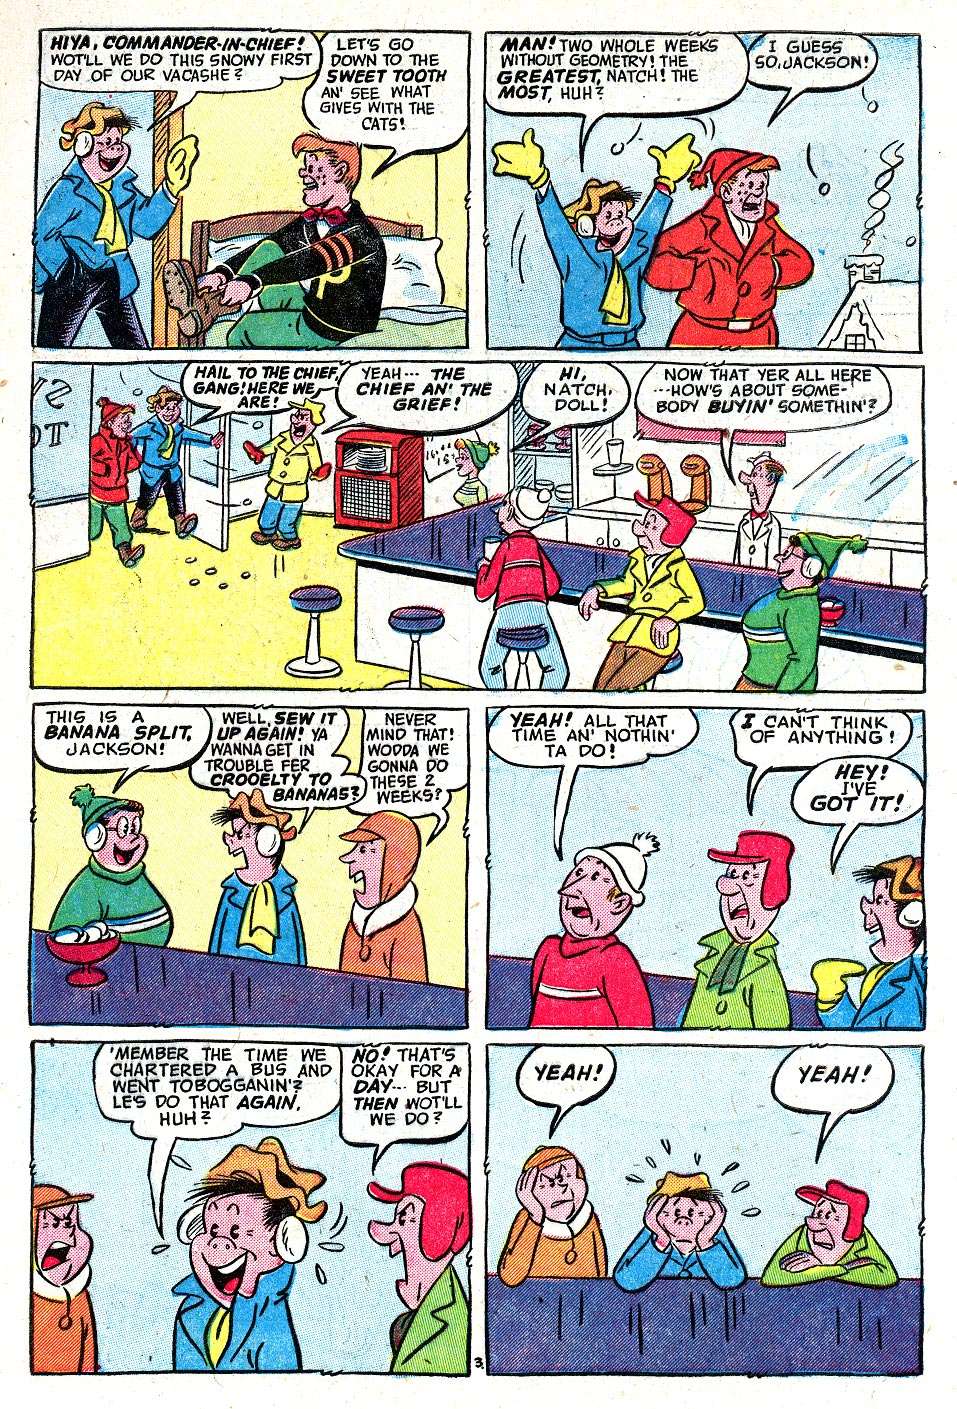 HIYA, COMMANDER-IN-CHIEF!
WOT'LL WE DO THIS SNOWY FIRST
DAY OF OUR VACASHE?
LET'S GO
DOWN TO THE
SWEET TOOTH
AN' SEE WHAT
GIVES WITH THE
CATS!
MAN! TWO WHOLE WEEKS
WITHOUT GEOMETRY! THE
GREATEST, NATCH! THE
MOST, HUH?
I GUESS
SO, JACKSON!
HAIL TO THE CHIEF,
GANG! HERE WE
ARE!
YEAH--- THE
CHIEF AN' THE
GRIEF!
HI,
NATCH,
DOLL!
NOW THAT YER ALL HERE
---HOW'S ABOUT SOME-
BODY BUYIN' SOMETHIN'?
THIS IS A
BANANA SPLIT,
JACKSON!
WELL, SEW IT
UP AGAIN! YA
WANNA GET IN
TROUBLE FER
CROOELTY TO
BANANAS?
NEVER
MIND THAT!
WODDA WE
GONNA DO
THESE 2
WEEKS?
YEAH! ALL THAT
TIME AN' NOTHIN'
TA DO!
I CAN'T THINK
OF ANYTHING!
HEY!
I'VE
GOT IT!
'MEMBER THE TIME WE
CHARTERED A BUS AND
WENT TOBOGGANIN'?
LE'S DO THAT AGAIN,
HUH?
NO! THAT'S
OKAY FOR A
DAY--- BUT
THEN WOT'LL
WE DO?
YEAH!
YEAH!
3.